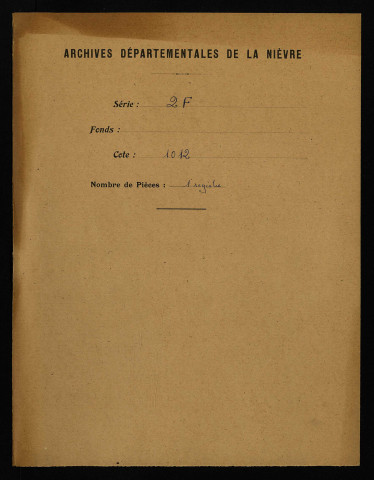 ARCHIVES DÉPARTEMENTALES DE LA NIÈVRE
Série : 2F
Fonds :
Cote : 1012
Nombre de Pièces : 1 registre